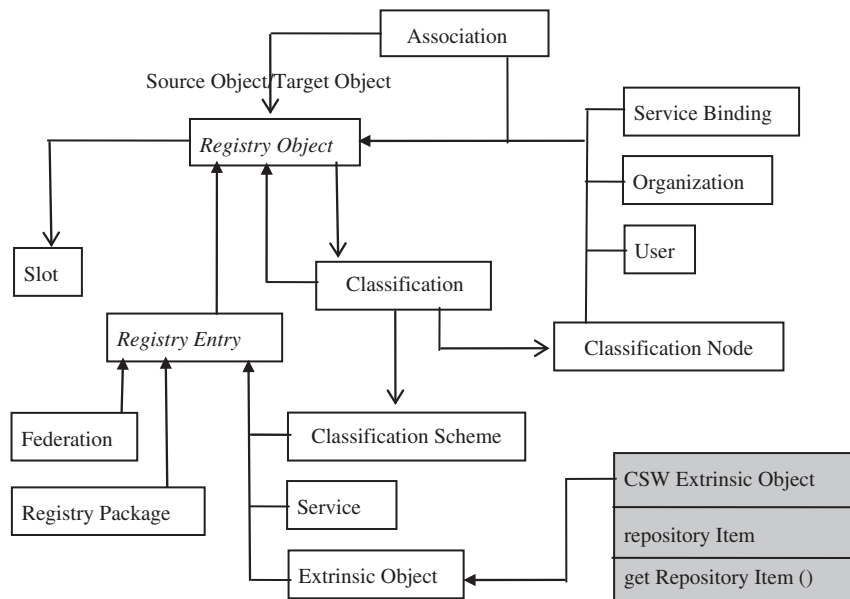 Association
Source Object/Target Object
Service Binding
Registry Object
Organization
User
Slot
Classification
Registry Entry
Classification Node
Federation
Classification Scheme
CSW Extrinsic Object
Registry Package
Service
repository Item
Extrinsic Object
get Repository Item ()